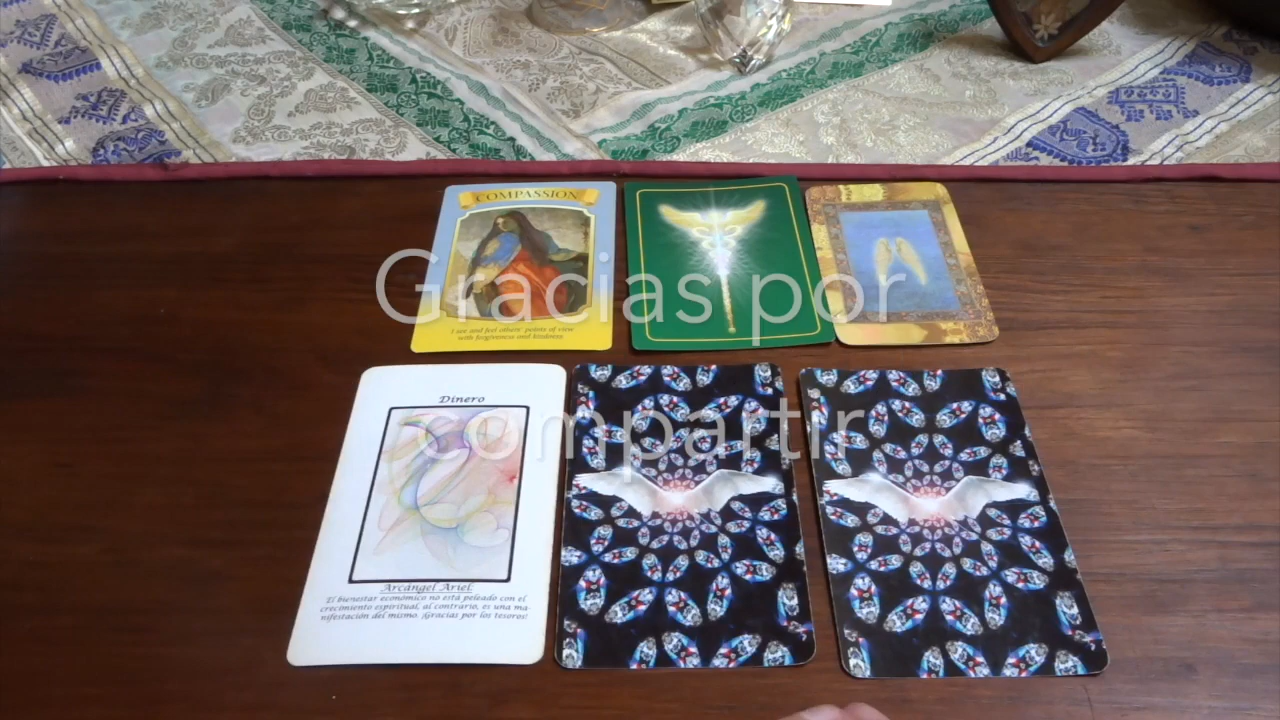 COMPASSION
I see and feel others' points of view
with forgiveness and kindness.
Gracias por
compartir
Dinero
Arcángel Ariel:
El bienestar económico no está peleado con el
crecimiento espiritual, al contrario, es una ma-
nifestación del mismo. ¡Gracias por los tesoros!